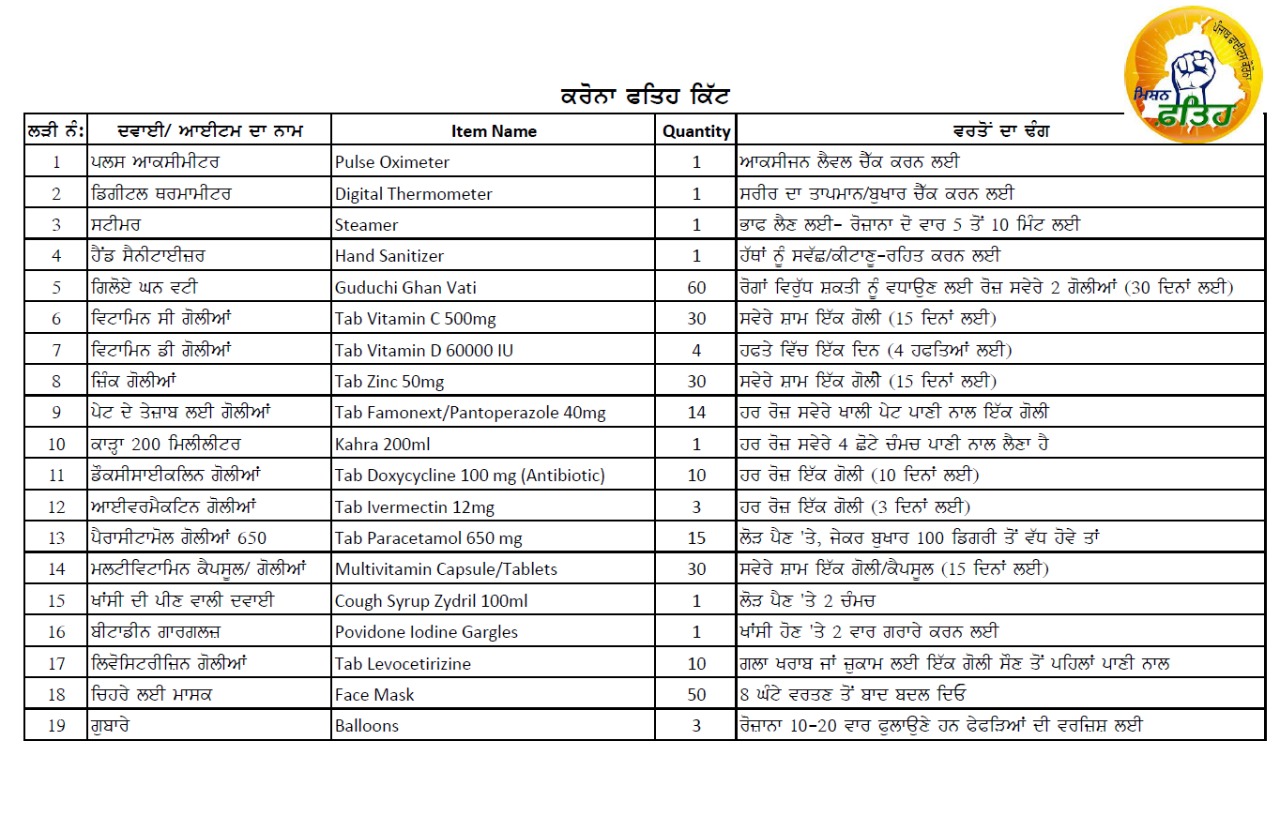 ਪੰਜਾਬ ਫਾਈਟਸ ਕੋਰੋਨਾ
ਮਿਸ਼ਨ
ਫ਼ਤਿਹ
ਕਰੋਨਾ ਫਤਿਹ ਕਿੱਟ
ਲੜੀ ਨੰ: ਦਵਾਈ/ ਆਈਟਮ ਦਾ ਨਾਮ Item Name Quantity ਵਰਤੋਂ ਦਾ ਢੰਗ
1 ਪਲਸ ਆਕਸੀਮੀਟਰ Pulse Oximeter 1 ਆਕਸੀਜਨ ਲੈਵਲ ਚੈੱਕ ਕਰਨ ਲਈ
2 ਡਿਗੀਟਲ ਥਰਮਾਮੀਟਰ Digital Thermometer 1 ਸਰੀਰ ਦਾ ਤਾਪਮਾਨ/ਬੁਖਾਰ ਚੈੱਕ ਕਰਨ ਲਈ
3 ਸਟੀਮਰ Steamer 1 ਭਾਫ ਲੈਣ ਲਈ- ਰੋਜ਼ਾਨਾ ਦੋ ਵਾਰ 5 ਤੋਂ 10 ਮਿੰਟ ਲਈ
4 ਹੈਂਡ ਸੈਨੀਟਾਈਜ਼ਰ Hand Sanitizer 1 ਹੱਥਾਂ ਨੂੰ ਸਵੱਛ/ਕੀਟਾਣੂ-ਰਹਿਤ ਕਰਨ ਲਈ
5 ਗਿਲੋਏ ਘਨ ਵਟੀ Guduchi Ghan Vati 60 ਰੋਗਾਂ ਵਿਰੁੱਧ ਸ਼ਕਤੀ ਨੂੰ ਵਧਾਉਣ ਲਈ ਰੋਜ਼ ਸਵੇਰੇ 2 ਗੋਲੀਆਂ (30 ਦਿਨਾਂ ਲਈ)
6 ਵਿਟਾਮਿਨ ਸੀ ਗੋਲੀਆਂ Tab Vitamin C 500mg 30 ਸਵੇਰੇ ਸ਼ਾਮ ਇੱਕ ਗੋਲੀ (15 ਦਿਨਾਂ ਲਈ)
7 ਵਿਟਾਮਿਨ ਡੀ ਗੋਲੀਆਂ Tab Vitamin D 60000 IU 4 ਹਫਤੇ ਵਿੱਚ ਇੱਕ ਦਿਨ (4 ਹਫਤਿਆਂ ਲਈ)
8 ਜ਼ਿੰਕ ਗੋਲੀਆਂ Tab Zinc 50mg 30 ਸਵੇਰੇ ਸ਼ਾਮ ਇੱਕ ਗੋਲੀ (15 ਦਿਨਾਂ ਲਈ)
9 ਪੇਟ ਦੇ ਤੇਜ਼ਾਬ ਲਈ ਗੋਲੀਆਂ Tab Famonext/Pantoperazole 40mg 14 ਹਰ ਰੋਜ਼ ਸਵੇਰੇ ਖਾਲੀ ਪੇਟ ਪਾਣੀ ਨਾਲ ਇੱਕ ਗੋਲੀ
10 ਕਾੜ੍ਹਾ 200 ਮਿਲੀਲੀਟਰ Kahra 200ml 1 ਹਰ ਰੋਜ਼ ਸਵੇਰੇ 4 ਛੋਟੇ ਚੰਮਚ ਪਾਣੀ ਨਾਲ ਲੈਣਾ ਹੈ
11 ਡੌਕਸੀਸਾਈਕਲਿਨ ਗੋਲੀਆਂ Tab Doxycycline 100 mg (Antibiotic) 10 ਹਰ ਰੋਜ਼ ਇੱਕ ਗੋਲੀ (10 ਦਿਨਾਂ ਲਈ)
12 ਆਈਵਰਮੈਕਟਿਨ ਗੋਲੀਆਂ Tab Ivermectin 12mg 3 ਹਰ ਰੋਜ਼ ਇੱਕ ਗੋਲੀ (3 ਦਿਨਾਂ ਲਈ)
13 ਪੈਰਾਸੀਟਾਮੋਲ ਗੋਲੀਆਂ 650 Tab Paracetamol 650 mg 15 ਲੋੜ ਪੈਣ 'ਤੇ, ਜੇਕਰ ਬੁਖਾਰ 100 ਡਿਗਰੀ ਤੋਂ ਵੱਧ ਹੋਵੇ ਤਾਂ
14 ਮਲਟੀਵਿਟਾਮਿਨ ਕੈਪਸੂਲ/ ਗੋਲੀਆਂ Multivitamin Capsule/Tablets 30 ਸਵੇਰੇ ਸ਼ਾਮ ਇੱਕ ਗੋਲੀ/ਕੈਪਸੂਲ (15 ਦਿਨਾਂ ਲਈ)
15 ਖਾਂਸੀ ਦੀ ਪੀਣ ਵਾਲੀ ਦਵਾਈ Cough Syrup Zydril 100ml 1 ਲੋੜ ਪੈਣ 'ਤੇ 2 ਚੰਮਚ
16 ਬੀਟਾਡੀਨ ਗਾਰਗਲਜ਼ Povidone Iodine Gargles 1 ਖਾਂਸੀ ਹੋਣ 'ਤੇ 2 ਵਾਰ ਗਰਾਰੇ ਕਰਨ ਲਈ
17 ਲਿਵੋਸਿਟਰੀਜ਼ਿਨ ਗੋਲੀਆਂ Tab Levocetirizine 10 ਗਲਾ ਖਰਾਬ ਜਾਂ ਜ਼ੁਕਾਮ ਲਈ ਇੱਕ ਗੋਲੀ ਸੌਣ ਤੋਂ ਪਹਿਲਾਂ ਪਾਣੀ ਨਾਲ
18 ਚਿਹਰੇ ਲਈ ਮਾਸਕ Face Mask 50 8 ਘੰਟੇ ਵਰਤਣ ਤੋਂ ਬਾਦ ਬਦਲ ਦਿਓ
19 ਗੁਬਾਰੇ Balloons 3 ਰੋਜ਼ਾਨਾ 10-20 ਵਾਰ ਫੁਲਾਉਣੇ ਹਨ ਫੇਫੜਿਆਂ ਦੀ ਵਰਜ਼ਿਸ਼ ਲਈ